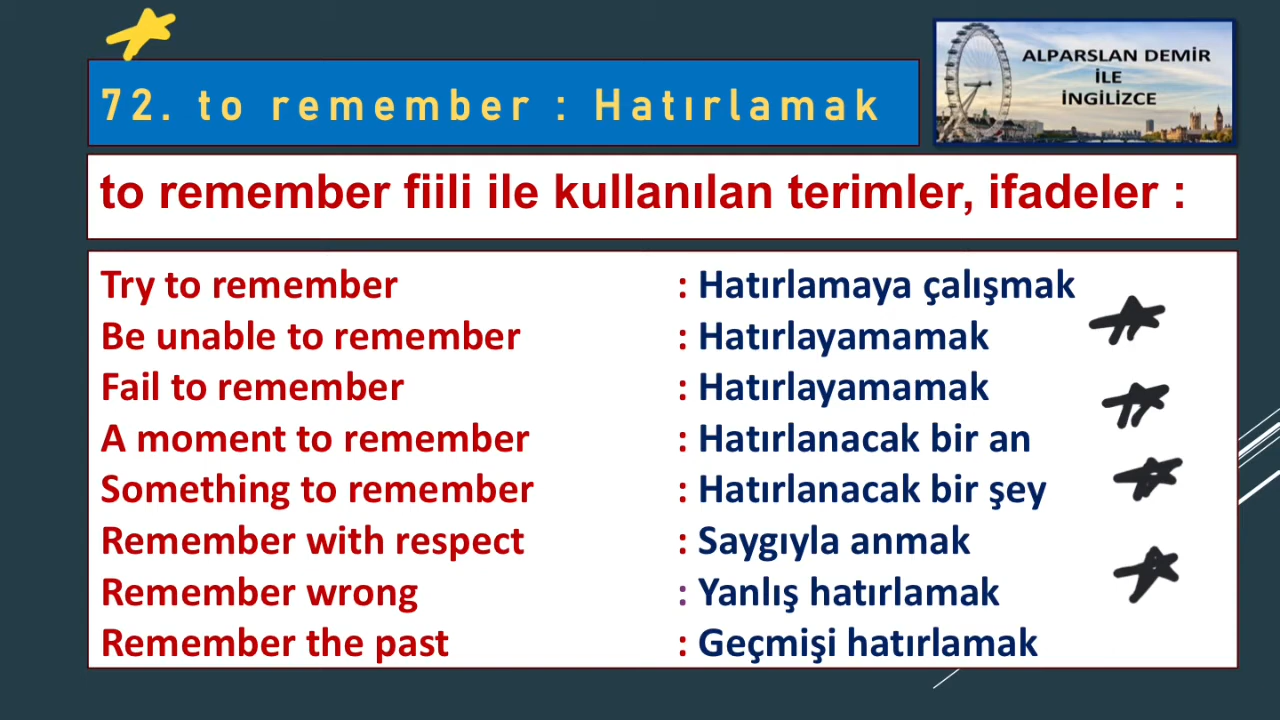 72. to remember : Hatırlamak
ALPARSLAN DEMİR
İLE
İNGİLİZCE
to remember fiili ile kullanılan terimler, ifadeler :
Try to remember : Hatırlamaya çalışmak
Be unable to remember : Hatırlayamamak
Fail to remember : Hatırlayamamak
A moment to remember : Hatırlanacak bir an
Something to remember : Hatırlanacak bir şey
Remember with respect : Saygıyla anmak
Remember wrong : Yanlış hatırlamak
Remember the past : Geçmişi hatırlamak